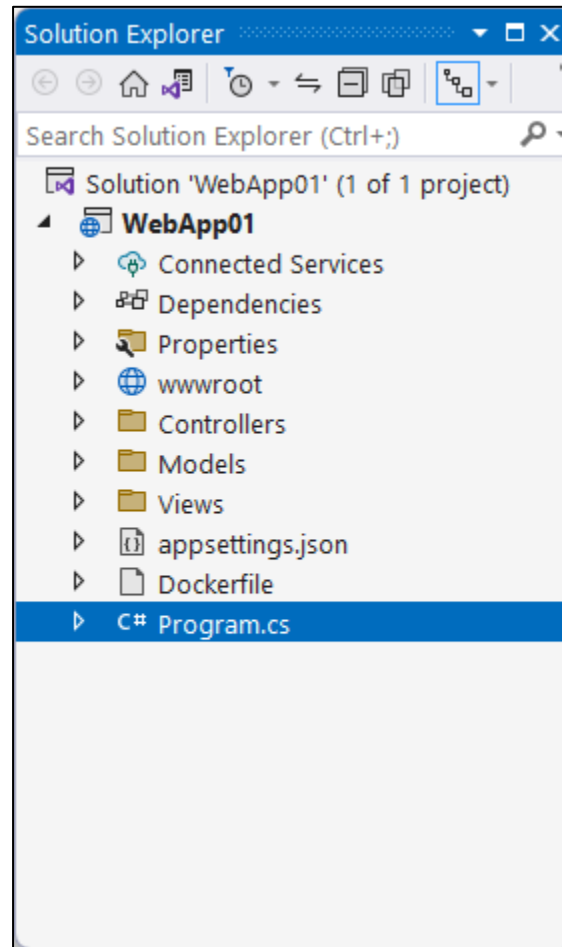 Solution Explorer
Search Solution Explorer (Ctrl+;)
Solution 'WebApp01' (1 of 1 project)
WebApp01
Connected Services
Dependencies
Properties
wwwroot
Controllers
Models
Views
appsettings.json
Dockerfile
C# Program.cs